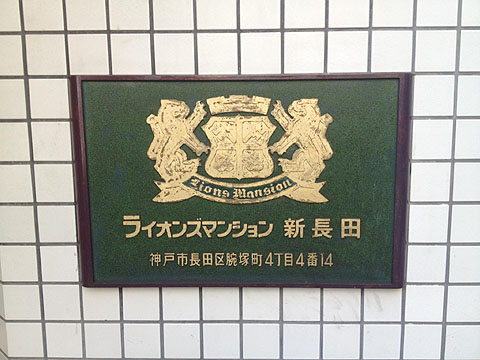 Lions Mansion
ライオンズマンション 新長田
神戸市長田区腕塚町4丁目4番14